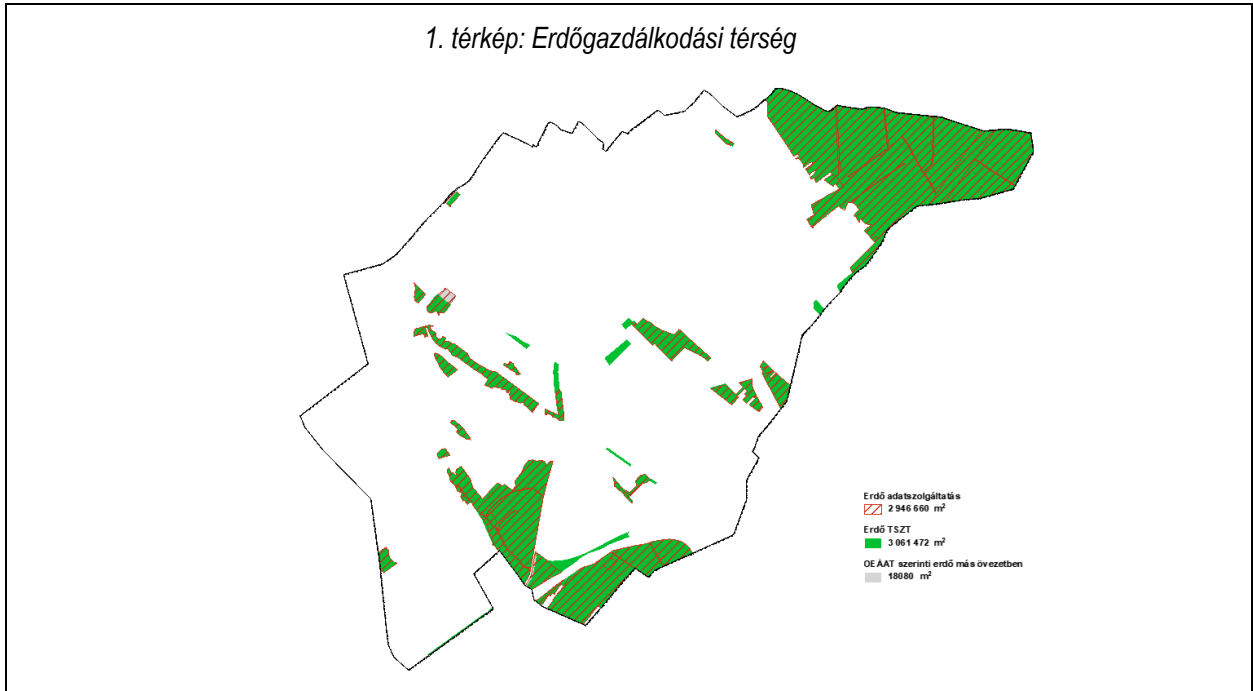 1. térkép: Erdőgazdálkodási térség
Erdő adatszolgáltatás
2 946 660 m²
Erdő TSZT
3 061 472 m²
OEÁAT szerinti erdő más övezetben
18080 m²